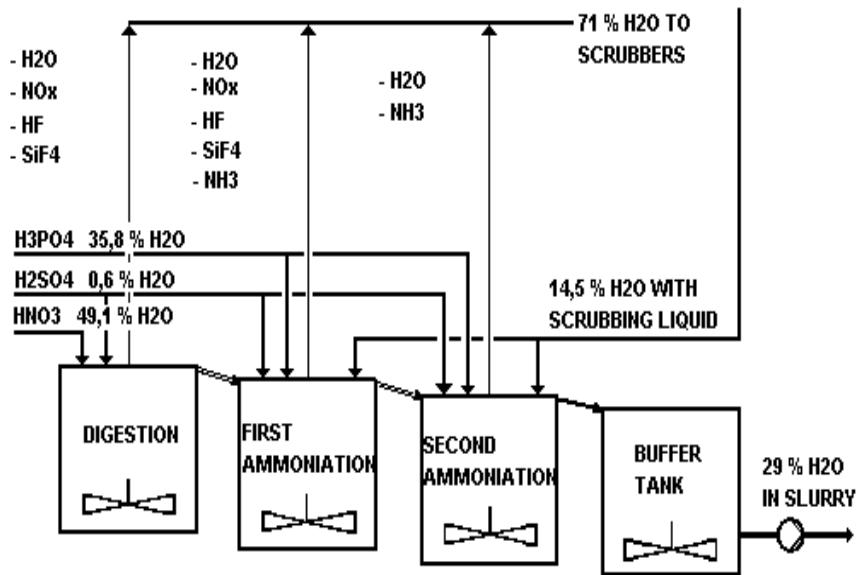 71 % H2O TO
SCRUBBERS
- H2O
- NOx
- HF
- SiF4
- H2O
- NOx
- HF
- SiF4
- NH3
- H2O
- NH3
H3PO4 35,8 % H2O
H2SO4 0,6 % H2O
HNO3 49,1 % H2O
14,5 % H2O WITH
SCRUBBING LIQUID
DIGESTION
FIRST
AMMONIATION
SECOND
AMMONIATION
BUFFER
TANK
29 % H2O
IN SLURRY